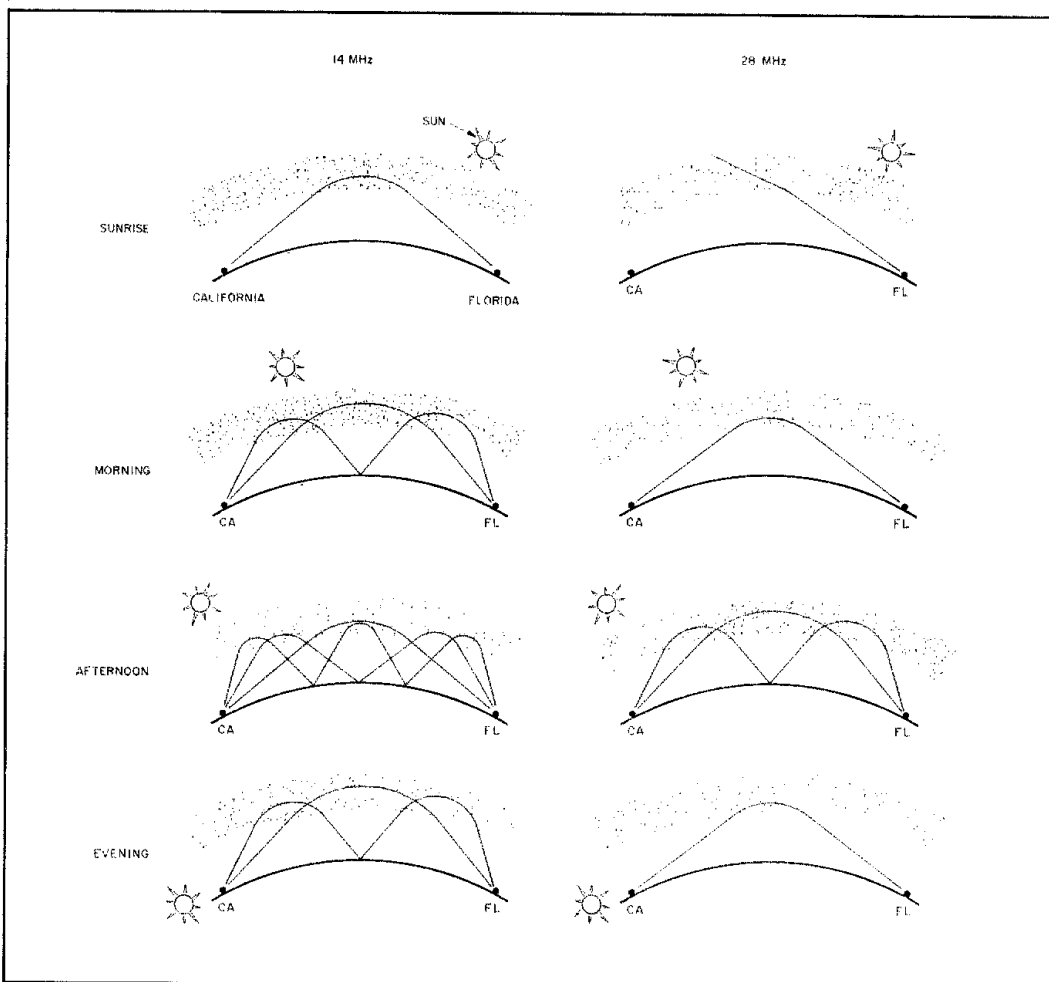 14 MHz
28 MHz
SUN
SUNRISE
CALIFORNIA
FLORIDA
CA
FL
MORNING
CA
FL
CA
FL
AFTERNOON
CA
FL
CA
FL
EVENING
CA
FL
CA
FL